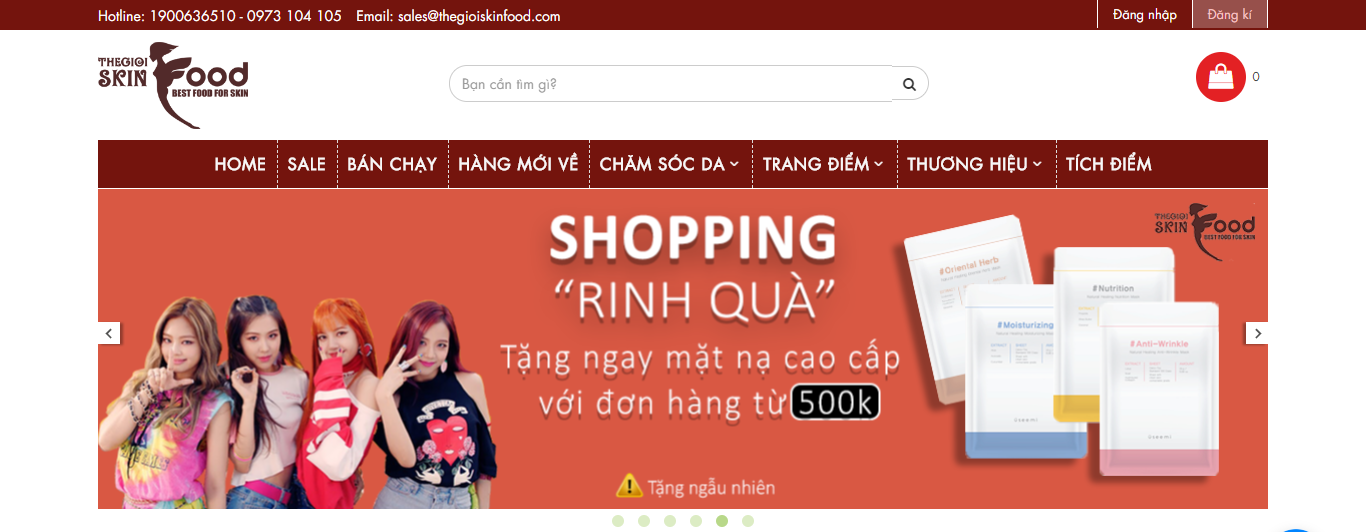 Hotline: 1900636510 - 0973 104 105 Email: sales@thegioiskinfood.com
Đăng nhập Đăng kí
THEGIOI
SKIN Food
BEST FOOD FOR SKIN
Bạn cần tìm gì?
0
HOME SALE BÁN CHẠY HÀNG MỚI VỀ CHĂM SÓC DA TRANG ĐIỂM THƯƠNG HIỆU TÍCH ĐIỂM
THEGIOI
SKIN Food
BEST FOOD FOR SKIN
SHOPPING
“RINH QUÀ”
Tặng ngay mặt nạ cao cấp
với đơn hàng từ 500k
Tặng ngẫu nhiên
#Oriental Herb
#Nutrition
#Moisturizing
#Anti-Wrinkle